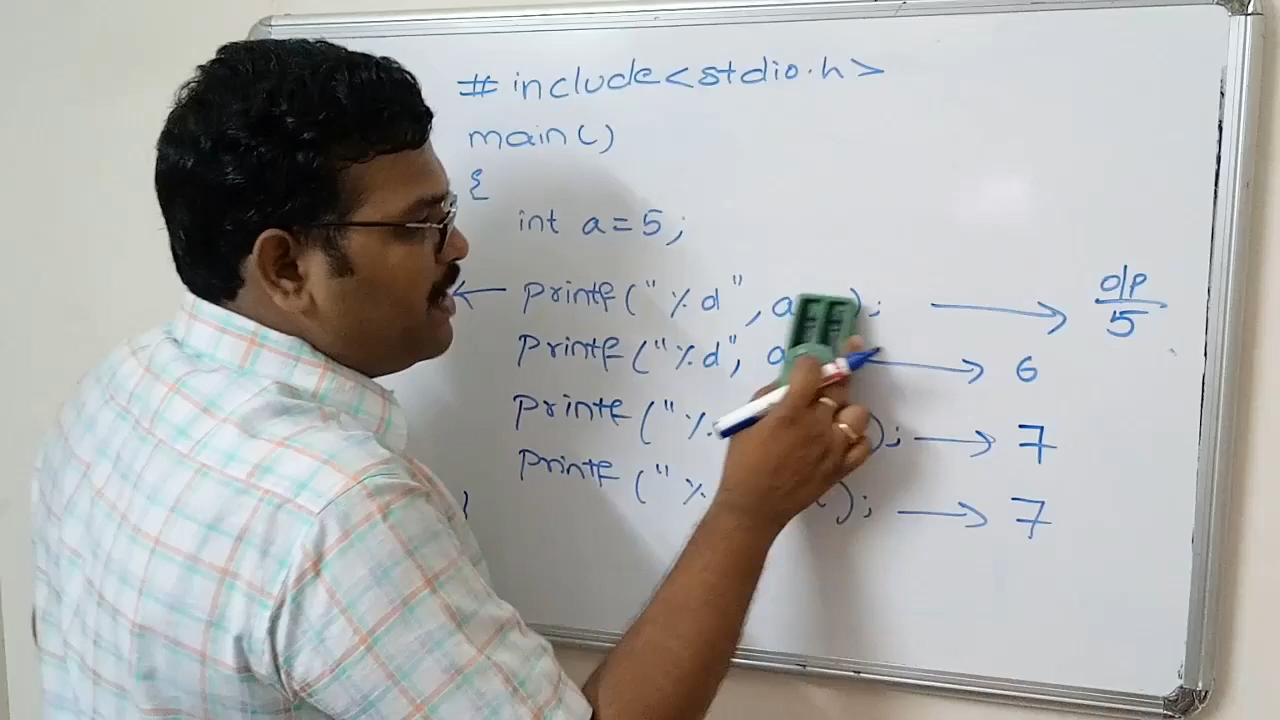 #include<stdio.h>
main()
{
int a=5;
← printf("%d", a );   ⟶
o/p
5
printf("%d", a   ⟶ 6
printf("%   ); ⟶ 7
printf("%   ); ⟶ 7
}